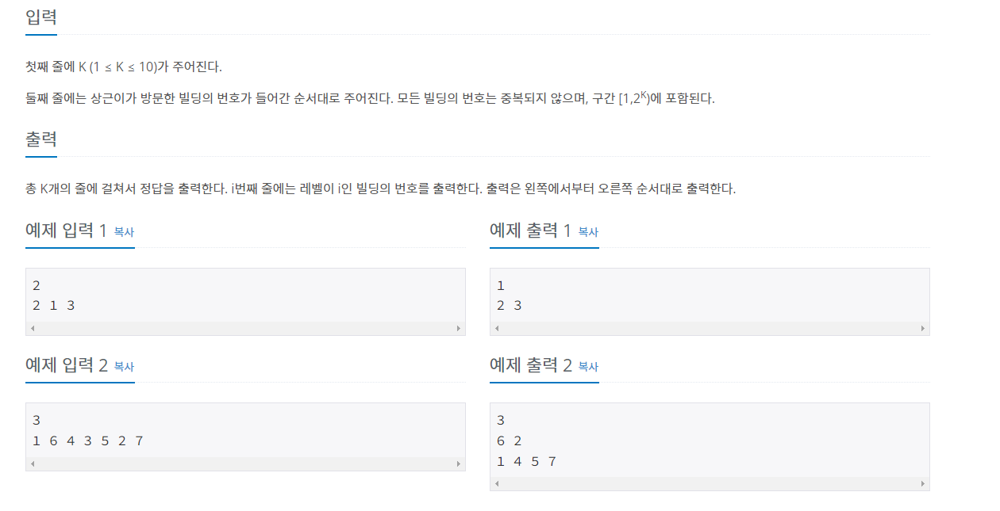 입력
첫째 줄에 K (1 ≤ K ≤ 10)가 주어진다.
둘째 줄에는 상근이가 방문한 빌딩의 번호가 들어간 순서대로 주어진다. 모든 빌딩의 번호는 중복되지 않으며, 구간 [1,2^K)에 포함된다.
출력
총 K개의 줄에 걸쳐서 정답을 출력한다. i번째 줄에는 레벨이 i인 빌딩의 번호를 출력한다. 출력은 왼쪽에서부터 오른쪽 순서대로 출력한다.
예제 입력 1 복사
2
2 1 3
예제 출력 1 복사
1
2 3
예제 입력 2 복사
3
1 6 4 3 5 2 7
예제 출력 2 복사
3
6 2
1 4 5 7